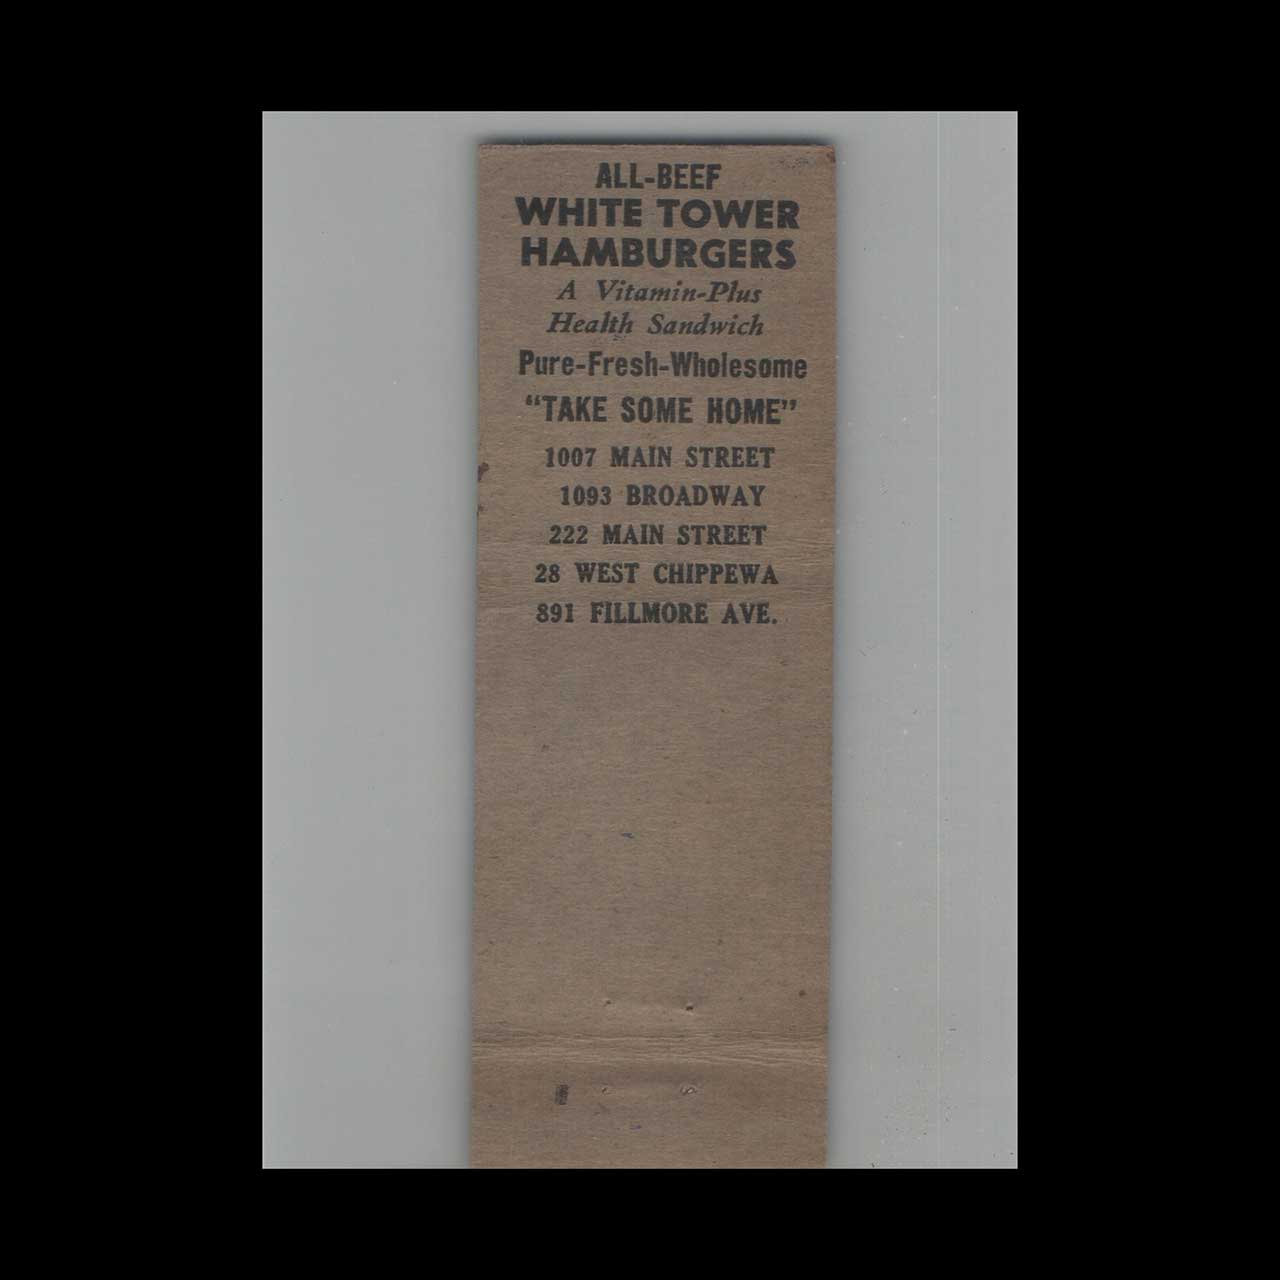 ALL-BEEF
WHITE TOWER
HAMBURGERS
A Vitamin-Plus
Health Sandwich
Pure-Fresh-Wholesome
“TAKE SOME HOME”
1007 MAIN STREET
1093 BROADWAY
222 MAIN STREET
28 WEST CHIPPEWA
891 FILLMORE AVE.